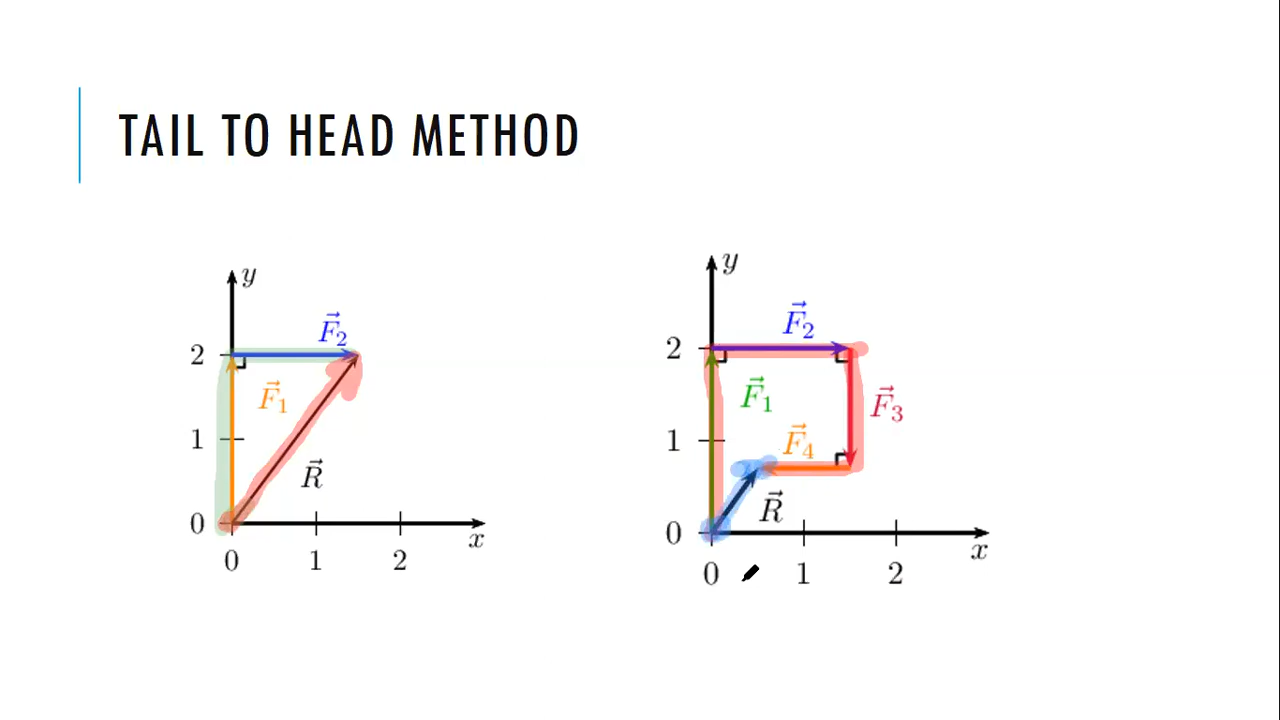 TAIL TO HEAD METHOD
y
F⃗₂
2
F⃗₁
1
R⃗
0
x
0 1 2
y
F⃗₂
2
F⃗₁
F⃗₃
1
F⃗₄
R⃗
0
x
0 1 2